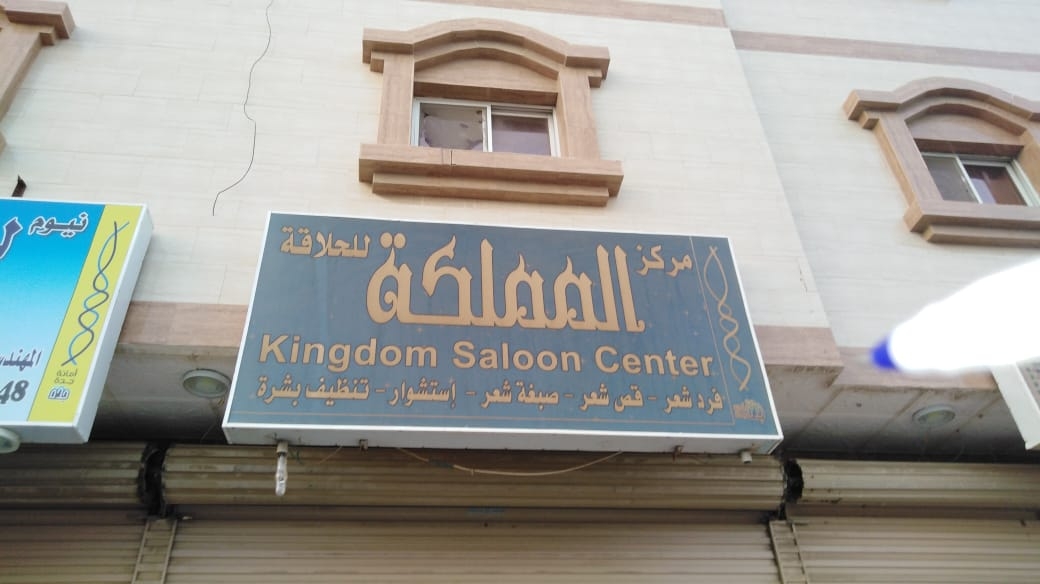 مركز المملكة للحلاقة
Kingdom Saloon Center
فرد شعر - قص شعر - صبغة شعر - إستشوار - تنظيف بشرة
نيوم
المهند
أمانة
جدة
48